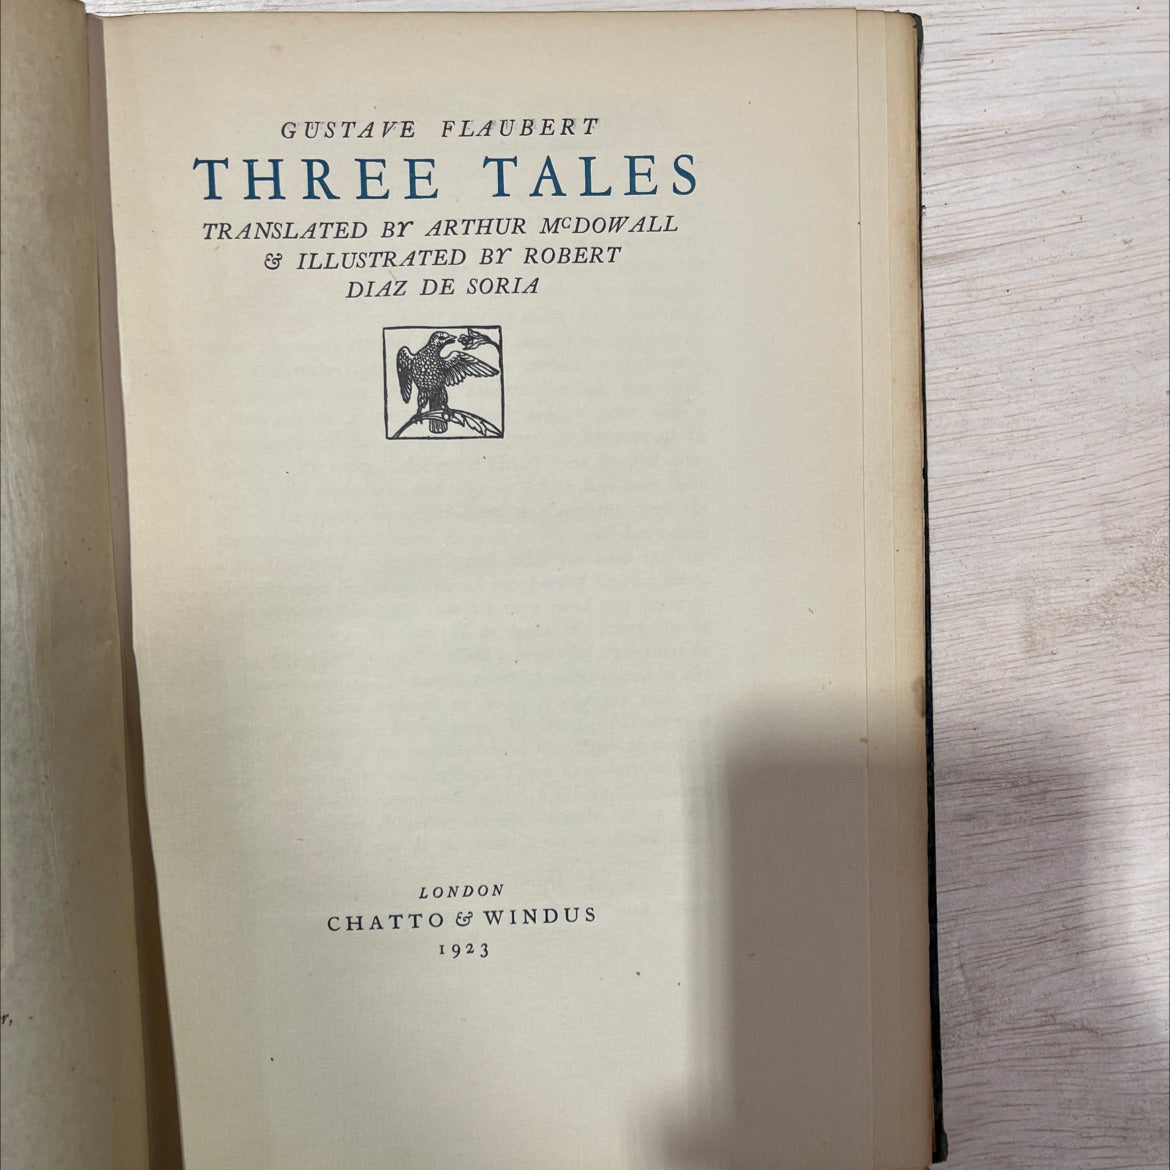 GUSTAVE FLAUBERT
THREE TALES
TRANSLATED BY ARTHUR McDOWALL
& ILLUSTRATED BY ROBERT
DIAZ DE SORIA
LONDON
CHATTO & WINDUS
1923